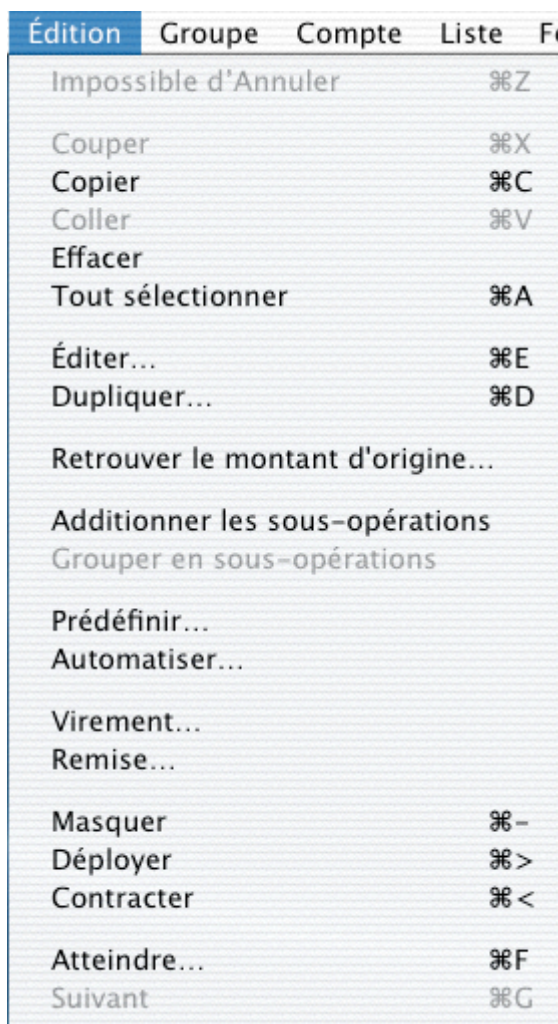 Édition Groupe Compte Liste
Impossible d'Annuler ⌘Z
Couper ⌘X
Copier ⌘C
Coller ⌘V
Effacer
Tout sélectionner ⌘A
Éditer... ⌘E
Dupliquer... ⌘D
Retrouver le montant d'origine...
Additionner les sous-opérations
Grouper en sous-opérations
Prédéfinir...
Automatiser...
Virement...
Remise...
Masquer ⌘-
Déployer ⌘>
Contracter ⌘<
Atteindre... ⌘F
Suivant ⌘G